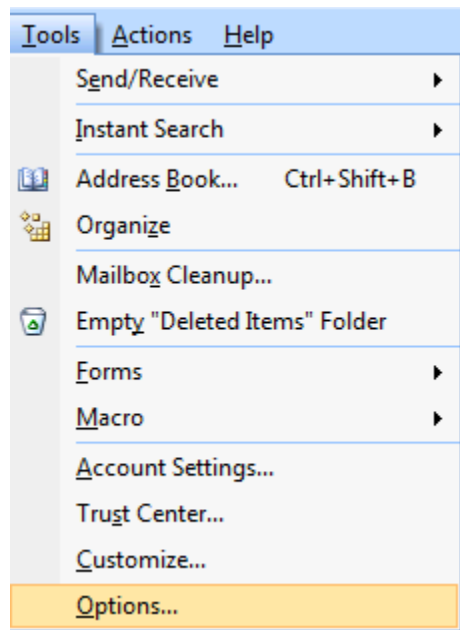 Tools Actions Help
Send/Receive
Instant Search
Address Book... Ctrl+Shift+B
Organize
Mailbox Cleanup...
Empty "Deleted Items" Folder
Forms
Macro
Account Settings...
Trust Center...
Customize...
Options...